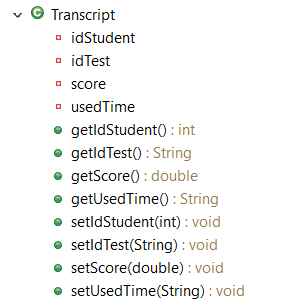 Transcript
idStudent
idTest
score
usedTime
getIdStudent() : int
getIdTest() : String
getScore() : double
getUsedTime() : String
setIdStudent(int) : void
setIdTest(String) : void
setScore(double) : void
setUsedTime(String) : void